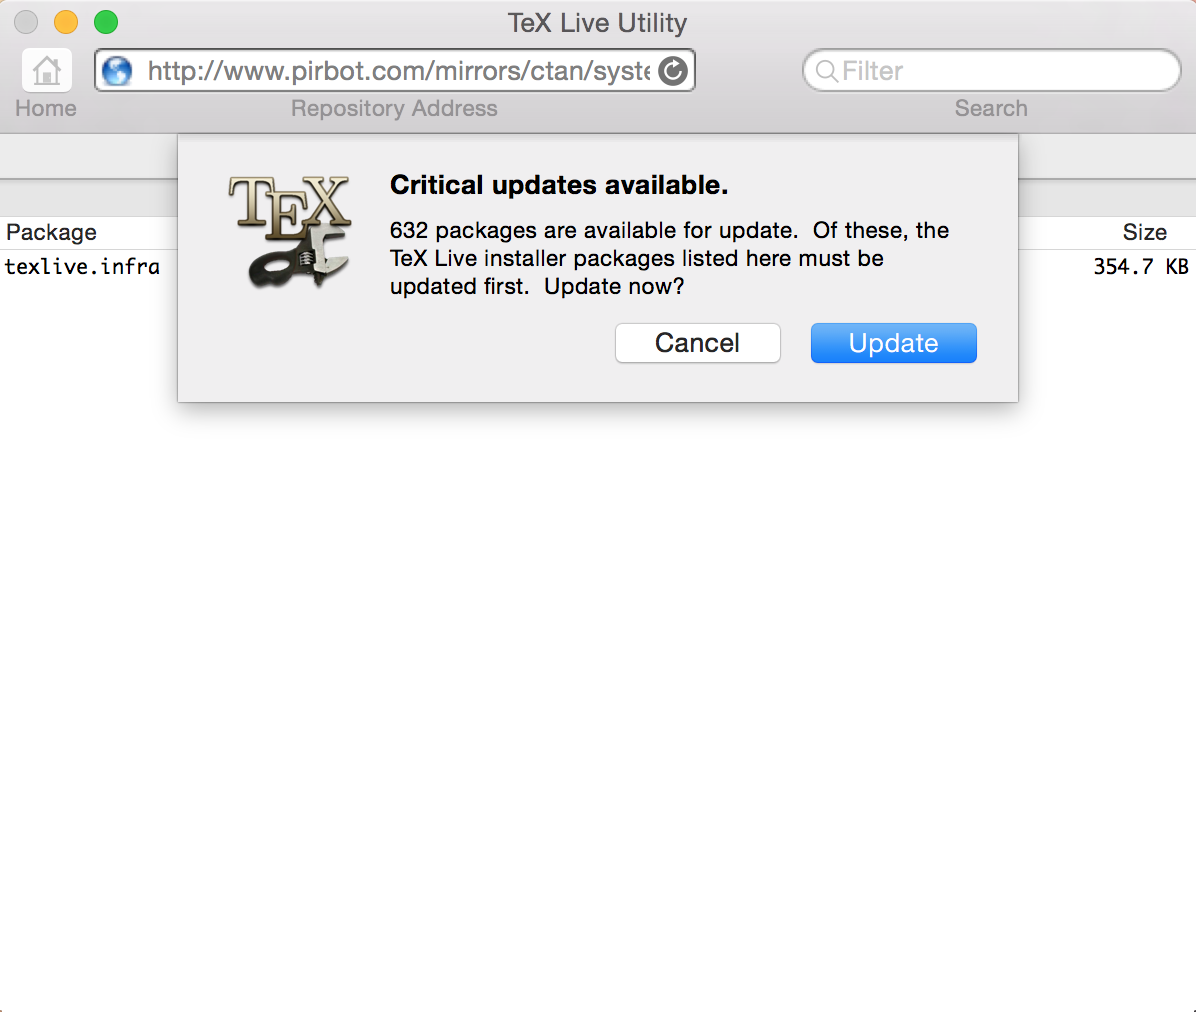 TeX Live Utility
http://www.pirbot.com/mirrors/ctan/syste
Filter
Home
Repository Address
Search
TEX
Critical updates available.
632 packages are available for update.  Of these, the
TeX Live installer packages listed here must be
updated first.  Update now?
Cancel
Update
Package
Size
texlive.infra
354.7 KB